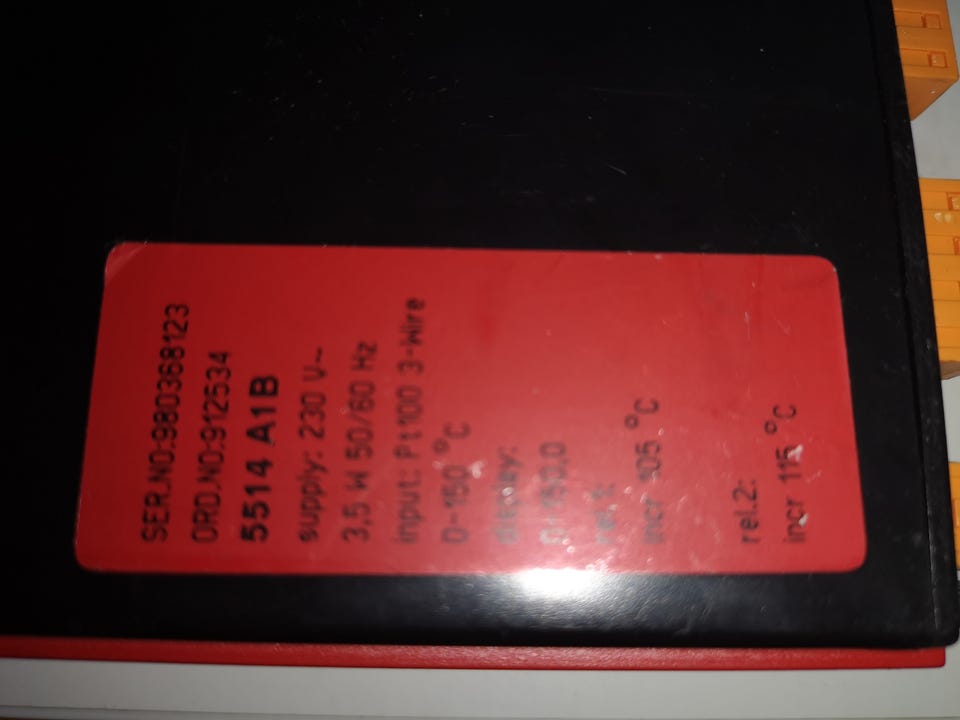 SER.NO:980368123
ORD.NO:912534
5514 A1B
supply: 230 V~
3,5 W 50/60 Hz
input: Pt100 3-Wire
0-150 °C
display:
rel.1:
incr 105 °C
rel.2:
incr 115 °C